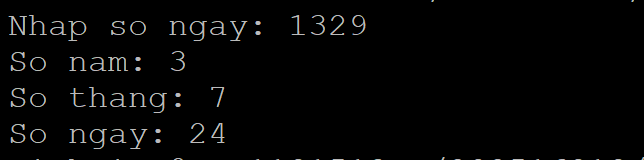 Nhap so ngay: 1329
So nam: 3
So thang: 7
So ngay: 24